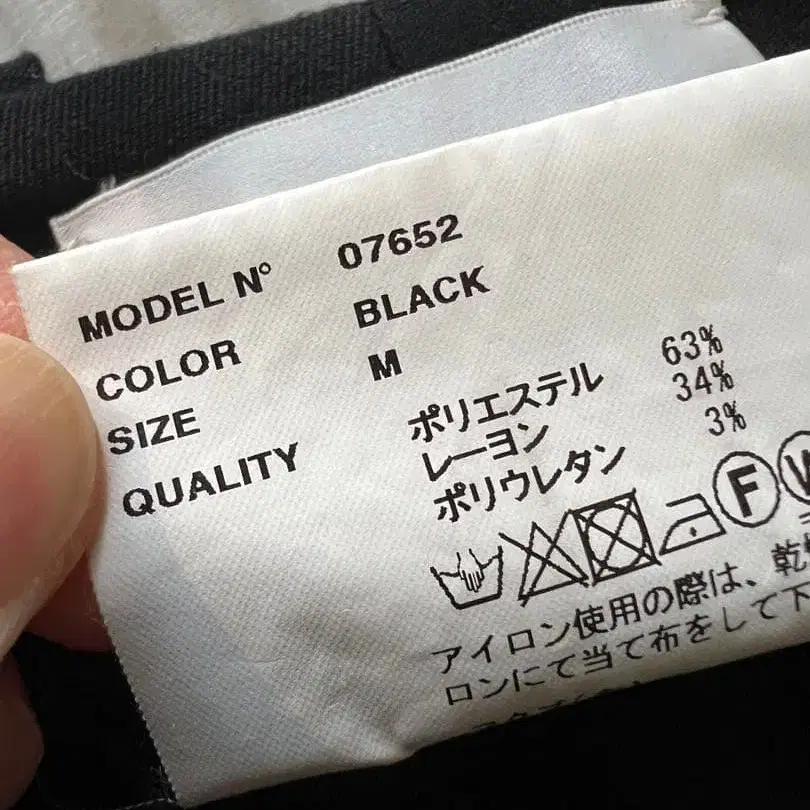 MODEL N° 07652
COLOR BLACK
SIZE M
QUALITY ポリエステル 63%
レーヨン 34%
ポリウレタン 3%
F W
アイロン使用の際は、乾
ロンにて当て布をして下